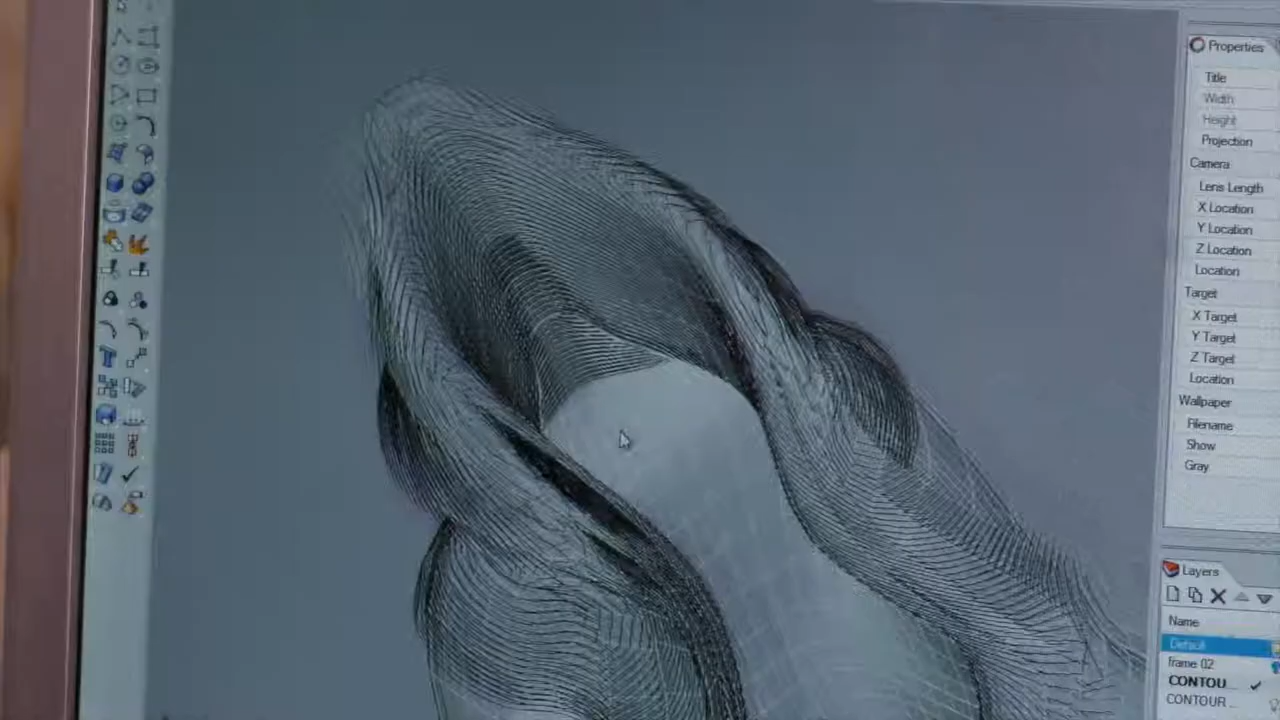 Properties
Title
Width
Height
Projection
Camera
Lens Length
X Location
Y Location
Z Location
Location
Target
X Target
Y Target
Z Target
Location
Wallpaper
Filename
Show
Gray
Layers
Name
Default
frame 02
CONTOU...
CONTOUR...